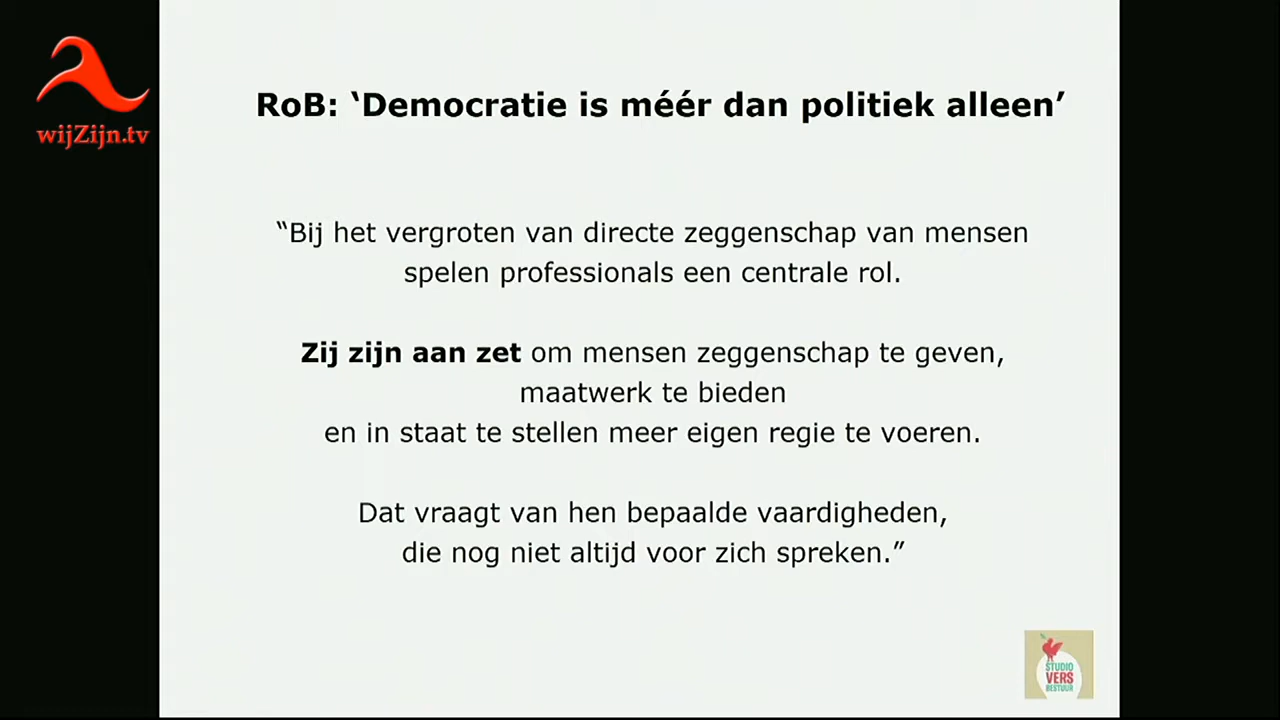 wijZijn.tv
RoB: ‘Democratie is méér dan politiek alleen’
“Bij het vergroten van directe zeggenschap van mensen
spelen professionals een centrale rol.
Zij zijn aan zet om mensen zeggenschap te geven,
maatwerk te bieden
en in staat te stellen meer eigen regie te voeren.
Dat vraagt van hen bepaalde vaardigheden,
die nog niet altijd voor zich spreken.”
STUDIO
VERS
BESTUUR